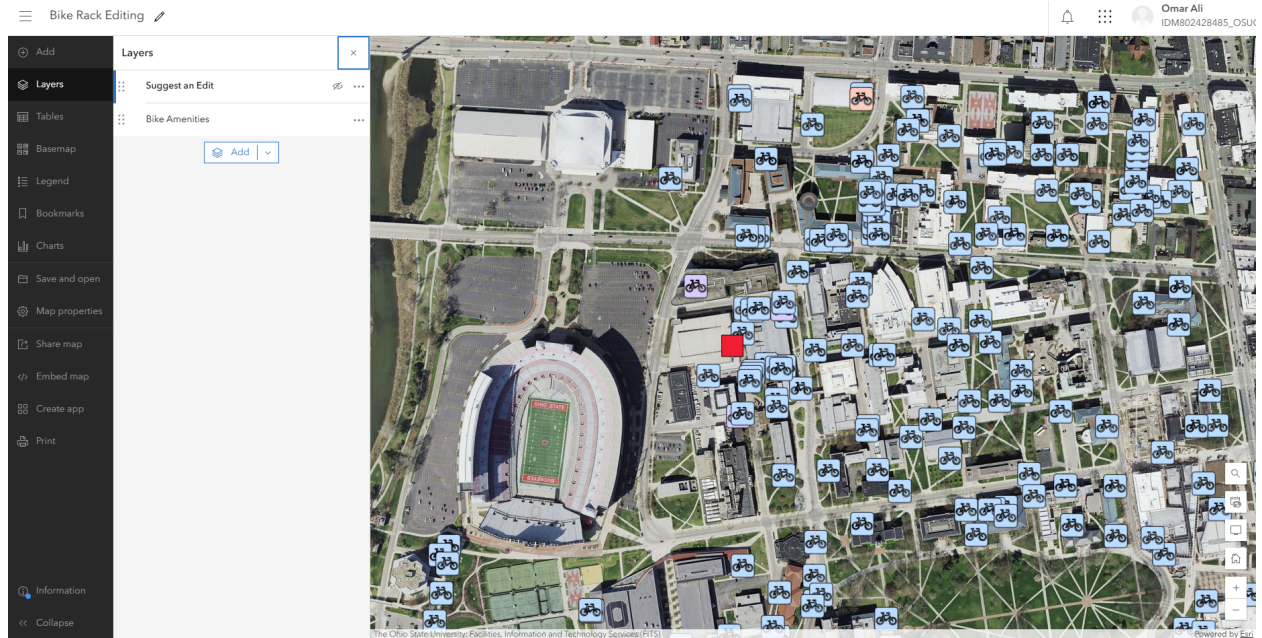 Bike Rack Editing
Omar Ali
IDM802428485_OSUC
Add
Layers
Tables
Basemap
Legend
Bookmarks
Charts
Save and open
Map properties
Share map
Embed map
Create app
Print
Information
Collapse
Layers
Suggest an Edit
Bike Amenities
Add
OHIO STATE
BUCKEYES
The Ohio State University: Facilities, Information and Technology Services (FITS)
Powered by Esri